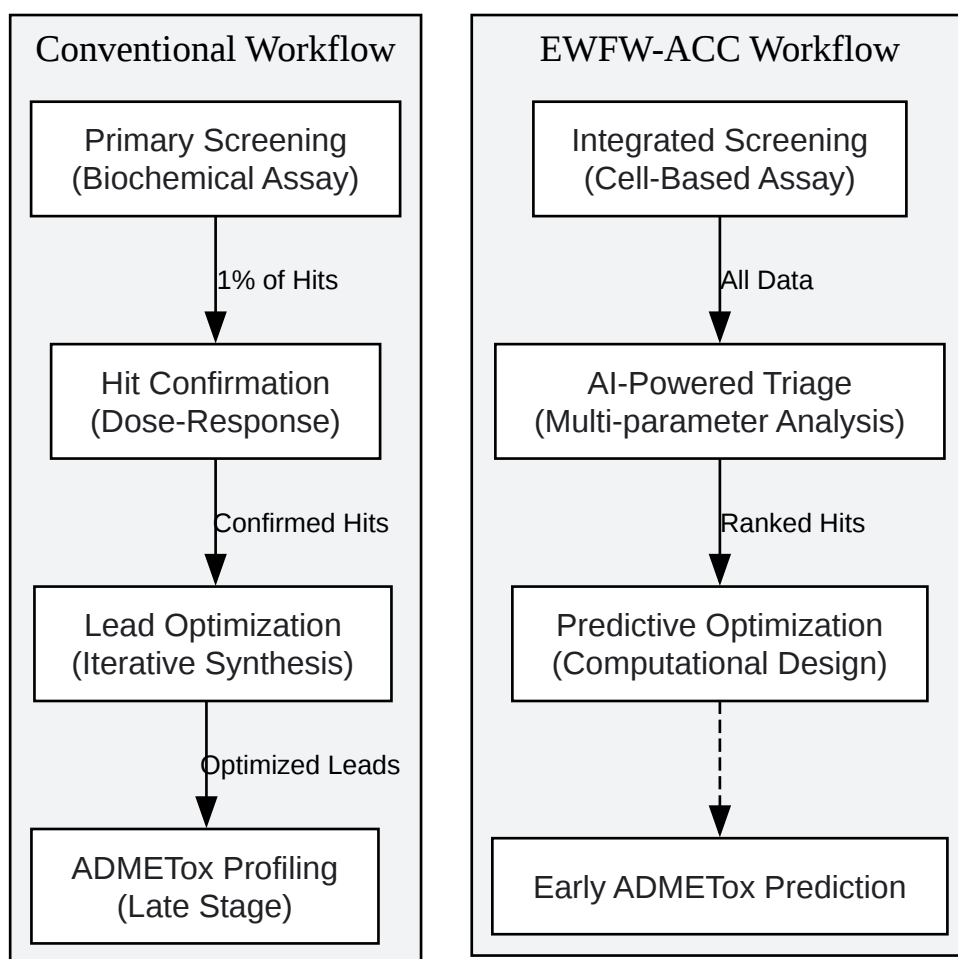 Conventional Workflow
Primary Screening
(Biochemical Assay)
1% of Hits
Hit Confirmation
(Dose-Response)
Confirmed Hits
Lead Optimization
(Iterative Synthesis)
Optimized Leads
ADMETox Profiling
(Late Stage)
EWFW-ACC Workflow
Integrated Screening
(Cell-Based Assay)
All Data
AI-Powered Triage
(Multi-parameter Analysis)
Ranked Hits
Predictive Optimization
(Computational Design)
Early ADMETox Prediction